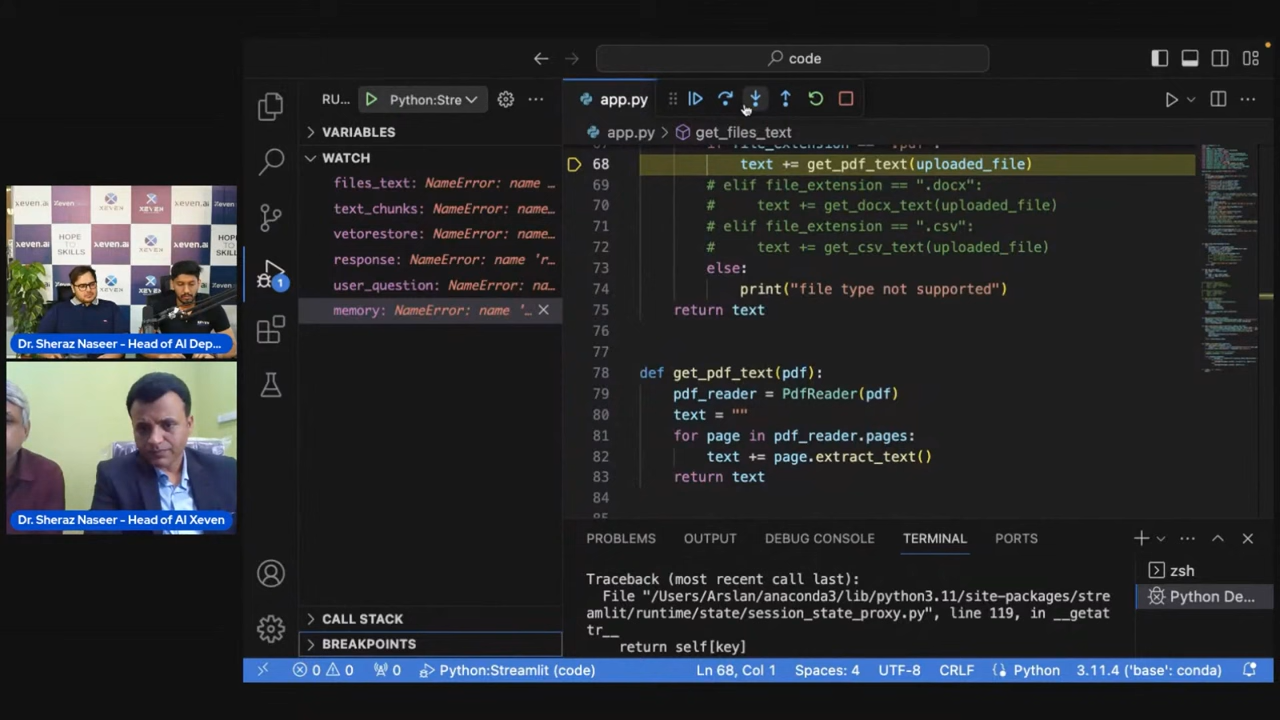 code
RU...
Python:Stre
app.py
app.py > get_files_text
VARIABLES
WATCH
files_text: NameError: name ...
text_chunks: NameError: name...
vetorestore: NameError: name...
response: NameError: name 'r...
user_question: NameError: na...
memory: NameError: name '...
68 text += get_pdf_text(uploaded_file)
69 # elif file_extension == ".docx":
70 # text += get_docx_text(uploaded_file)
71 # elif file_extension == ".csv":
72 # text += get_csv_text(uploaded_file)
73 else:
74 print("file type not supported")
75 return text
76
77
78 def get_pdf_text(pdf):
79 pdf_reader = PdfReader(pdf)
80 text = ""
81 for page in pdf_reader.pages:
82 text += page.extract_text()
83 return text
84
PROBLEMS OUTPUT DEBUG CONSOLE TERMINAL PORTS
Traceback (most recent call last):
File "/Users/Arslan/anaconda3/lib/python3.11/site-packages/stre
amlit/runtime/state/session_state_proxy.py", line 119, in __getat
tr__
return self[key]
zsh
Python De...
CALL STACK
BREAKPOINTS
1
0 0 0 Python:Streamlit (code) Ln 68, Col 1 Spaces: 4 UTF-8 CRLF Python 3.11.4 ('base': conda)
xeven.ai
XEVEN
HOPE TO SKILLS
Dr. Sheraz Naseer - Head of AI Dep...
Dr. Sheraz Naseer - Head of AI Xeven